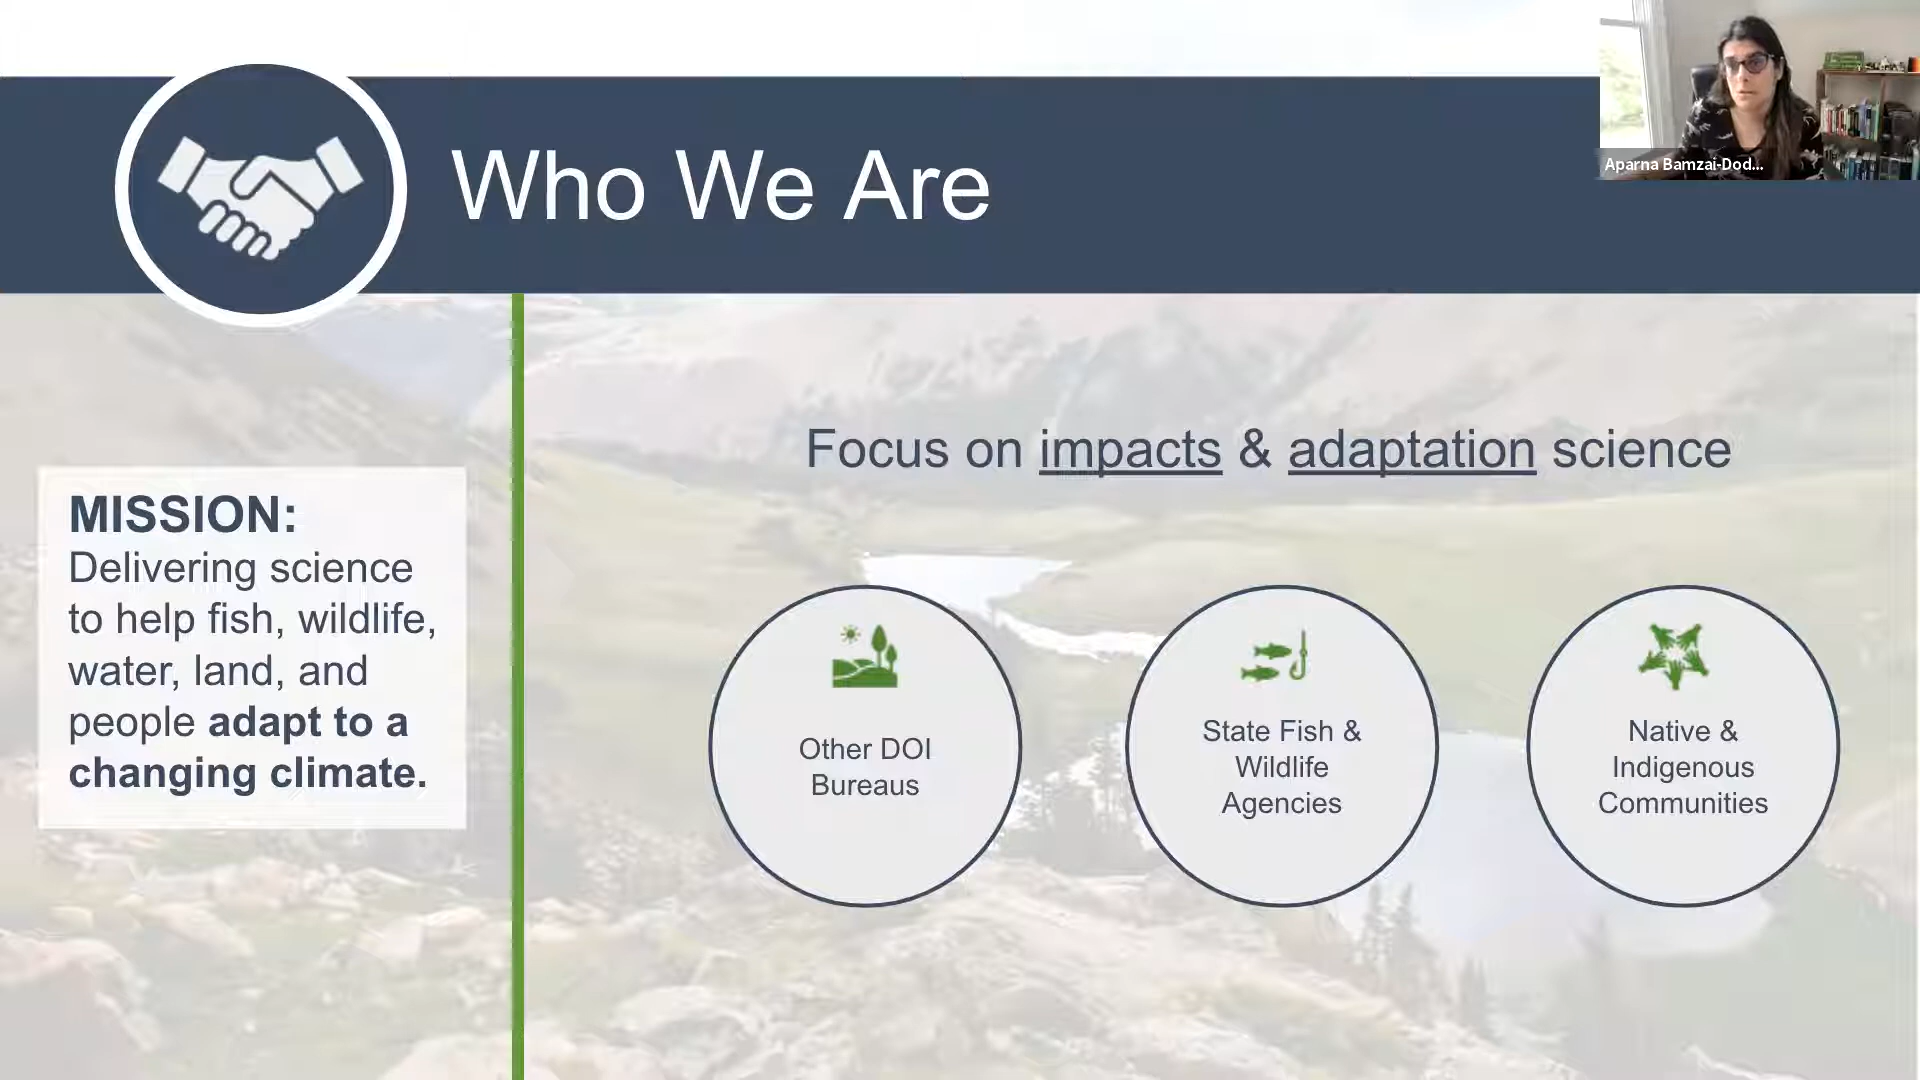 Aparna Bamzai-Dod...
Who We Are
MISSION:
Delivering science
to help fish, wildlife,
water, land, and
people adapt to a
changing climate.
Focus on impacts & adaptation science
Other DOI
Bureaus
State Fish &
Wildlife
Agencies
Native &
Indigenous
Communities